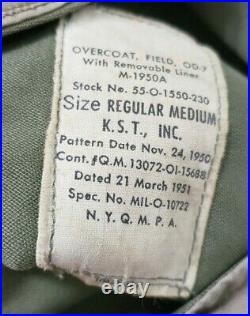 OVERCOAT, FIELD, OD-7
With Removable Liner
M-1950A
Stock No. 55-O-1550-230
Size REGULAR MEDIUM
K. S. T., INC.
Pattern Date Nov. 24, 1950
Cont. #Q.M. 13072-OI-15688
Dated 21 March 1951
Spec. No. MIL-O-10722
N. Y. Q. M. P. A.